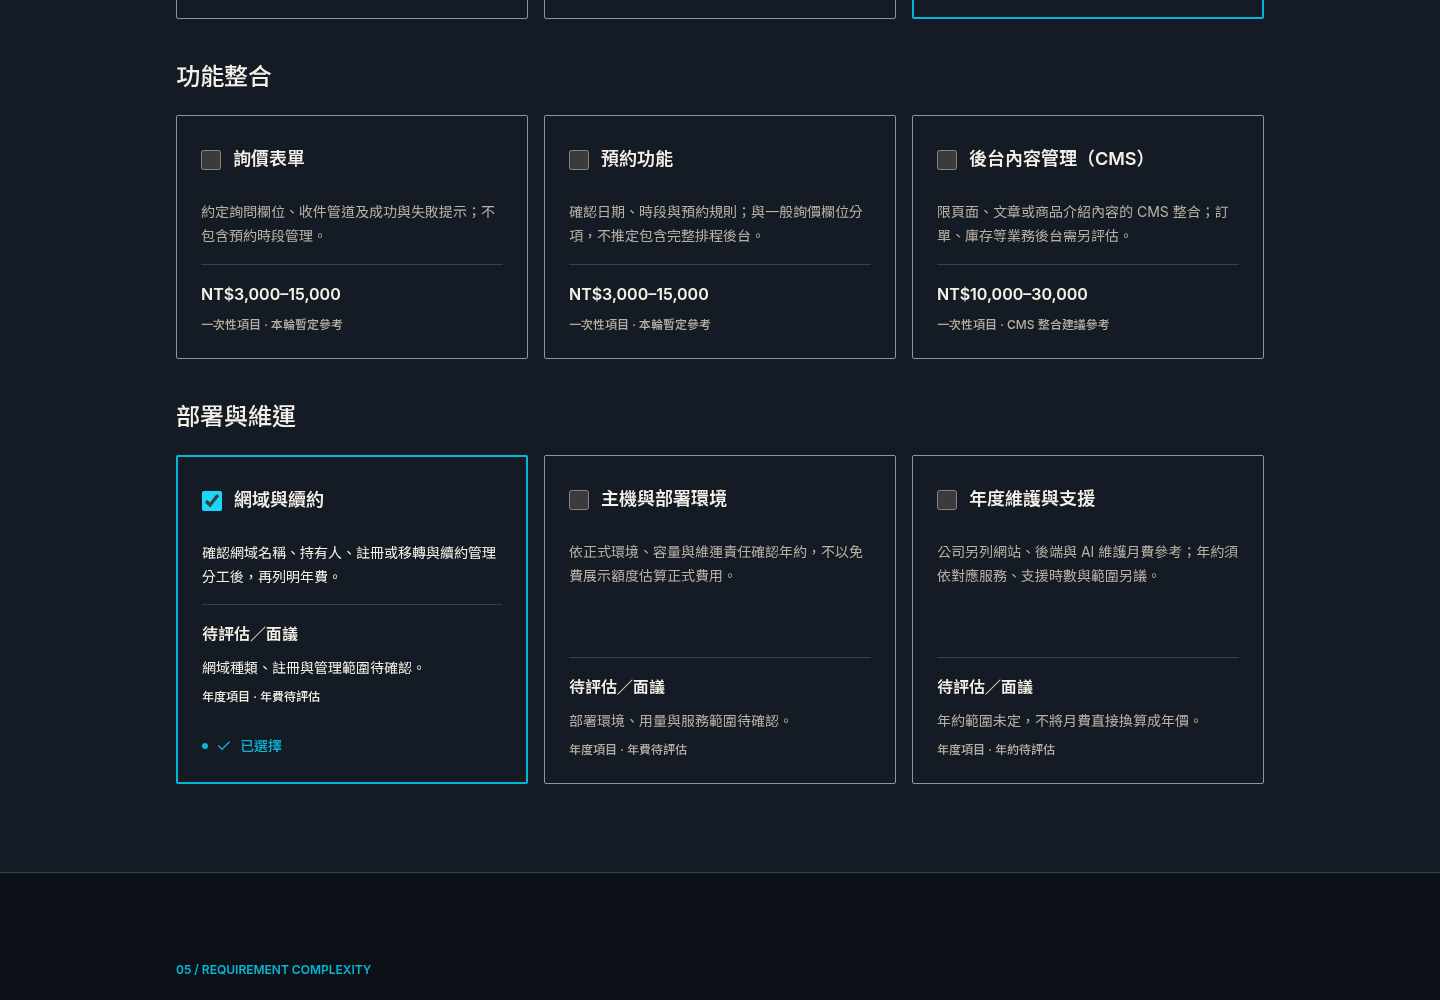 功能整合
詢價表單
約定詢問欄位、收件管道及成功與失敗提示；不
包含預約時段管理。
NT$3,000–15,000
一次性項目 · 本輪暫定參考
預約功能
確認日期、時段與預約規則；與一般詢價欄位分
項，不推定包含完整排程後台。
NT$3,000–15,000
一次性項目 · 本輪暫定參考
後台內容管理（CMS）
限頁面、文章或商品介紹內容的 CMS 整合；訂
單、庫存等業務後台需另評估。
NT$10,000–30,000
一次性項目 · CMS 整合建議參考
部署與維運
網域與續約
確認網域名稱、持有人、註冊或移轉與續約管理
分工後，再列明年費。
待評估／面議
網域種類、註冊與管理範圍待確認。
年度項目 · 年費待評估
已選擇
主機與部署環境
依正式環境、容量與維運責任確認年約，不以免
費展示額度估算正式費用。
待評估／面議
部署環境、用量與服務範圍待確認。
年度項目 · 年費待評估
年度維護與支援
公司另列網站、後端與 AI 維護月費參考；年約須
依對應服務、支援時數與範圍另議。
待評估／面議
年約範圍未定，不將月費直接換算成年價。
年度項目 · 年約待評估
05 / REQUIREMENT COMPLEXITY